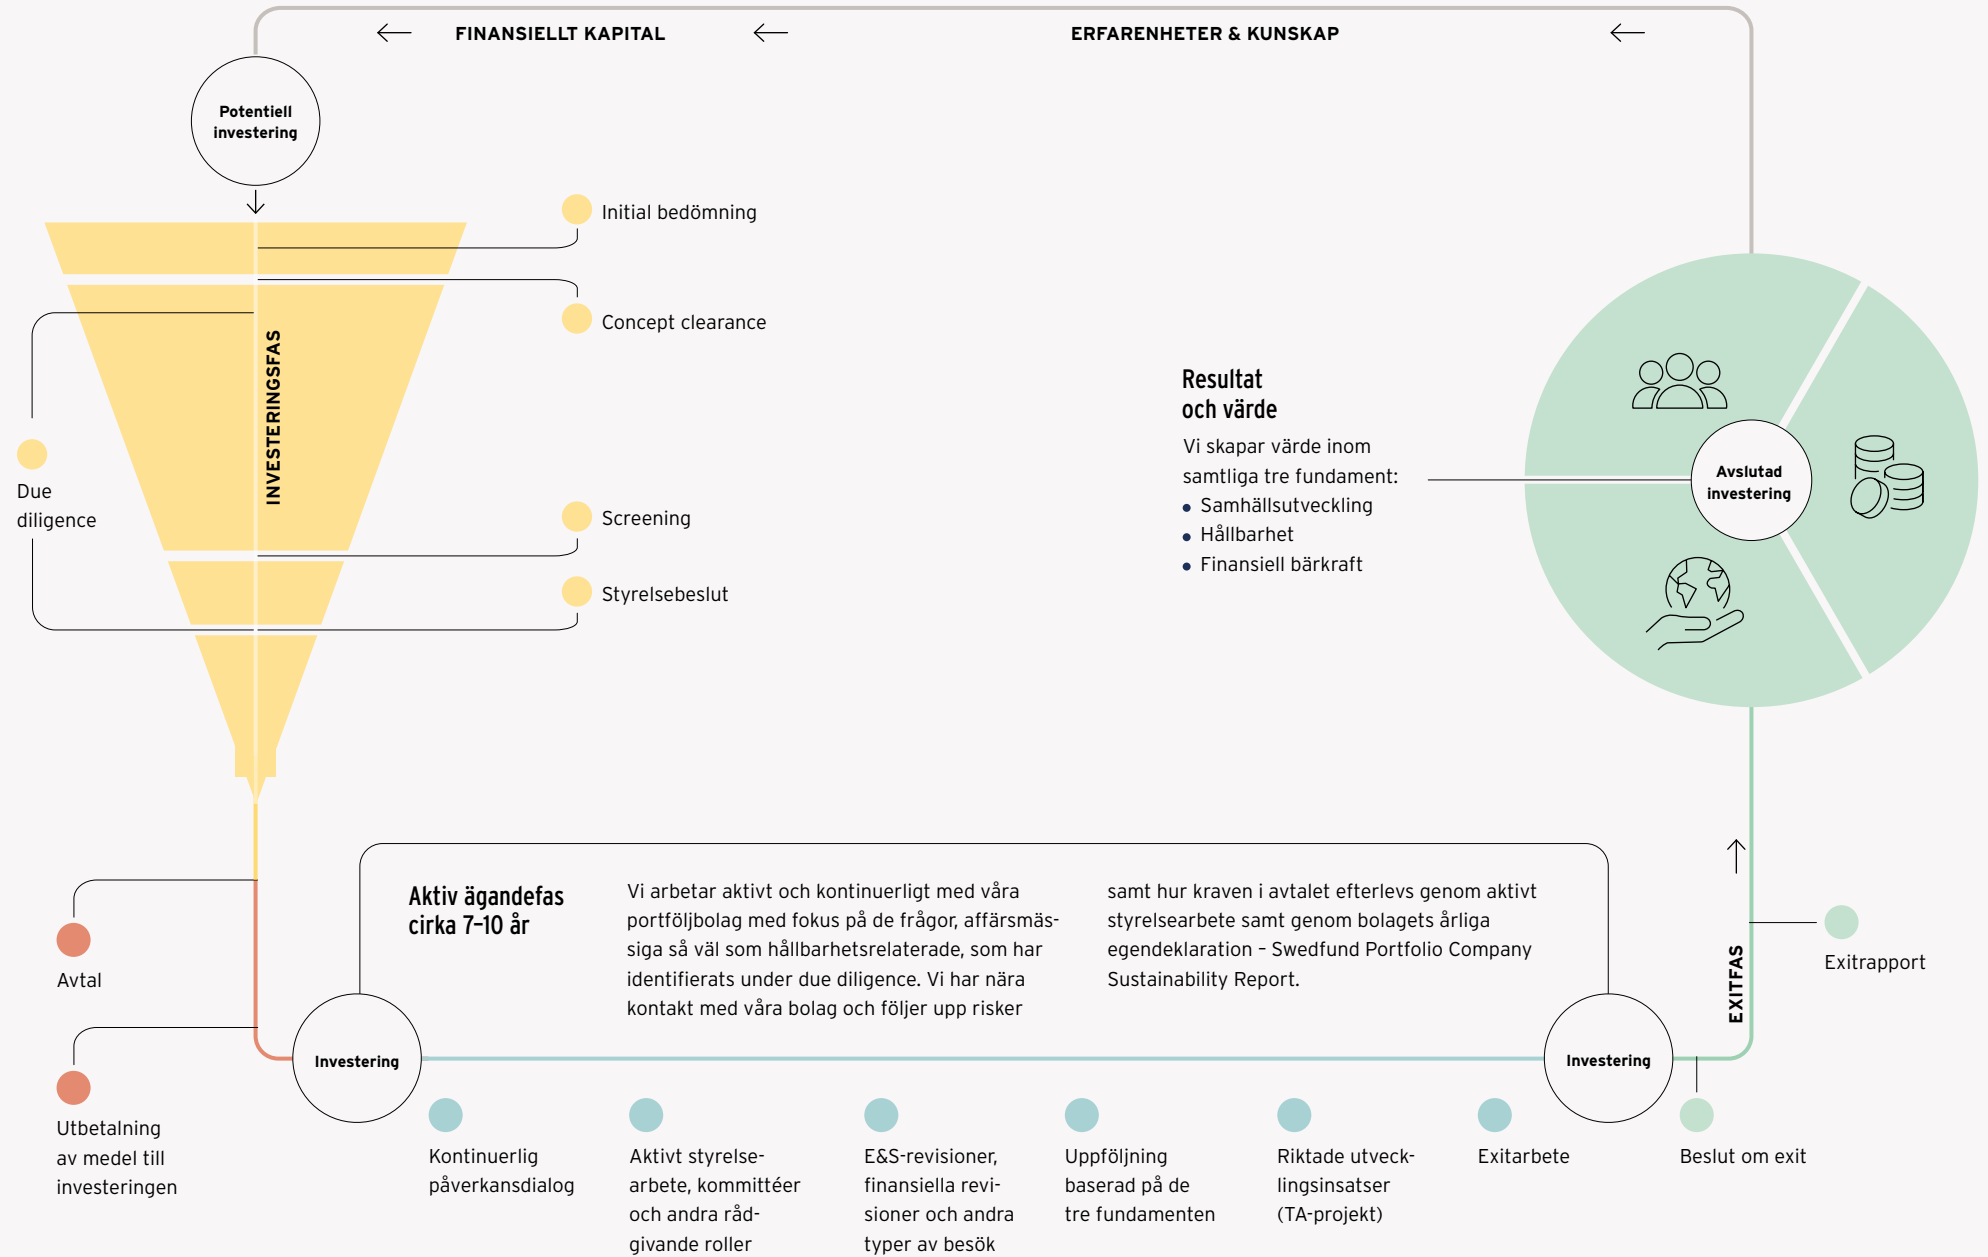 FINANSIELLT KAPITAL
ERFARENHETER & KUNSKAP
Potentiell
investering
Initial bedömning
Concept clearance
INVESTERINGSFAS
Due
diligence
Screening
Styrelsebeslut
Resultat
och värde
Vi skapar värde inom
samtliga tre fundament:
• Samhällsutveckling
• Hållbarhet
• Finansiell bärkraft
Avslutad
investering
Aktiv ägandefas
cirka 7–10 år
Vi arbetar aktivt och kontinuerligt med våra
portföljbolag med fokus på de frågor, affärsmäs-
siga så väl som hållbarhetsrelaterade, som har
identifierats under due diligence. Vi har nära
kontakt med våra bolag och följer upp risker
samt hur kraven i avtalet efterlevs genom aktivt
styrelsearbete samt genom bolagets årliga
egendeklaration – Swedfund Portfolio Company
Sustainability Report.
Avtal
Utbetalning
av medel till
investeringen
Investering
Investering
EXITFAS
Exitrapport
Kontinuerlig
påverkansdialog
Aktivt styrelse-
arbete, kommittéer
och andra råd-
givande roller
E&S-revisioner,
finansiella revi-
sioner och andra
typer av besök
Uppföljning
baserad på de
tre fundamenten
Riktade utveck-
lingsinsatser
(TA-projekt)
Exitarbete
Beslut om exit